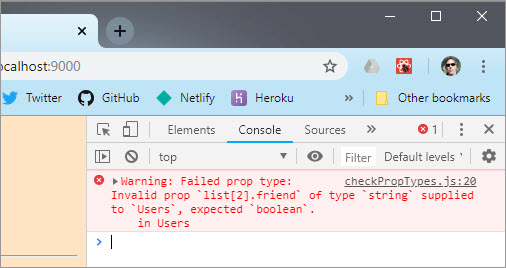 ocalhost:9000
Twitter GitHub Netlify Heroku » Other bookmarks
Elements Console Sources » 1
top Filter Default levels
Warning: Failed prop type: checkPropTypes.js:20
Invalid prop `list[2].friend` of type `string` supplied
to `Users`, expected `boolean`.
in Users